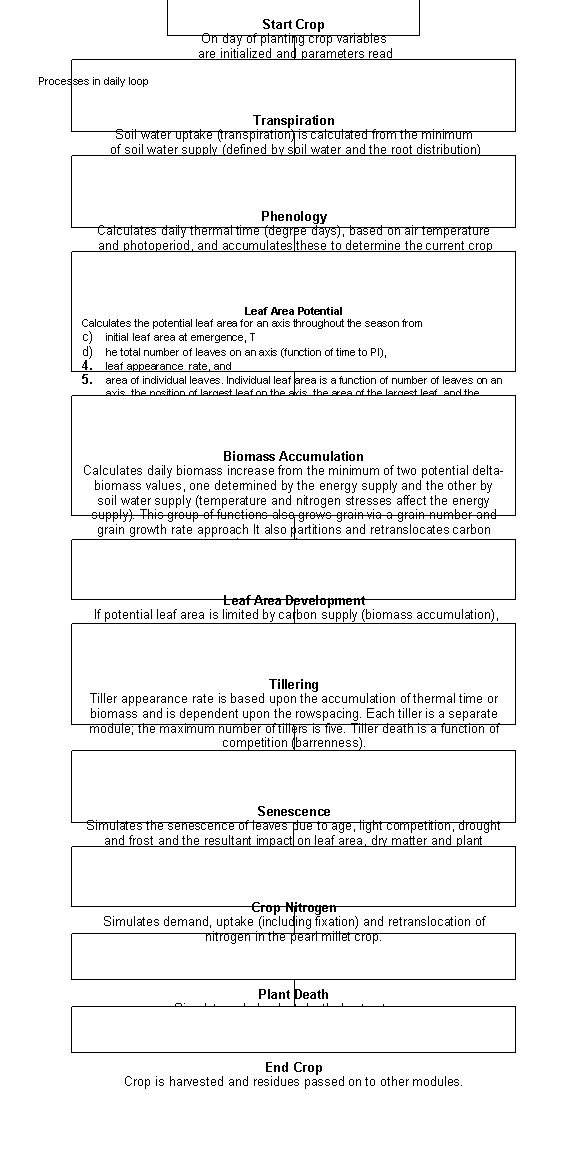 Start Crop
On day of planting crop variables
are initialized and parameters read
Processes in daily loop
Transpiration
Soil water uptake (transpiration) is calculated from the minimum
of soil water supply (defined by soil water and the root distribution)
Phenology
Calculates daily thermal time (degree days), based on air temperature
and photoperiod, and accumulates these to determine the current crop
Leaf Area Potential
Calculates the potential leaf area for an axis throughout the season from
c) initial leaf area at emergence, T
d) he total number of leaves on an axis (function of time to PI),
4. leaf appearance rate, and
5. area of individual leaves. Individual leaf area is a function of number of leaves on an
axis, the position of largest leaf on the axis, the area of the largest leaf, and the
Biomass Accumulation
Calculates daily biomass increase from the minimum of two potential delta-
biomass values, one determined by the energy supply and the other by
soil water supply (temperature and nitrogen stresses affect the energy
supply). This group of functions also grows grain via a grain number and
grain growth rate approach It also partitions and retranslocates carbon
Leaf Area Development
If potential leaf area is limited by carbon supply (biomass accumulation),
Tillering
Tiller appearance rate is based upon the accumulation of thermal time or
biomass and is dependent upon the rowspacing. Each tiller is a separate
module; the maximum number of tillers is five. Tiller death is a function of
competition (barrenness).
Senescence
Simulates the senescence of leaves due to age, light competition, drought
and frost and the resultant impact on leaf area, dry matter and plant
Crop Nitrogen
Simulates demand, uptake (including fixation) and retranslocation of
nitrogen in the pearl millet crop.
Plant Death
End Crop
Crop is harvested and residues passed on to other modules.